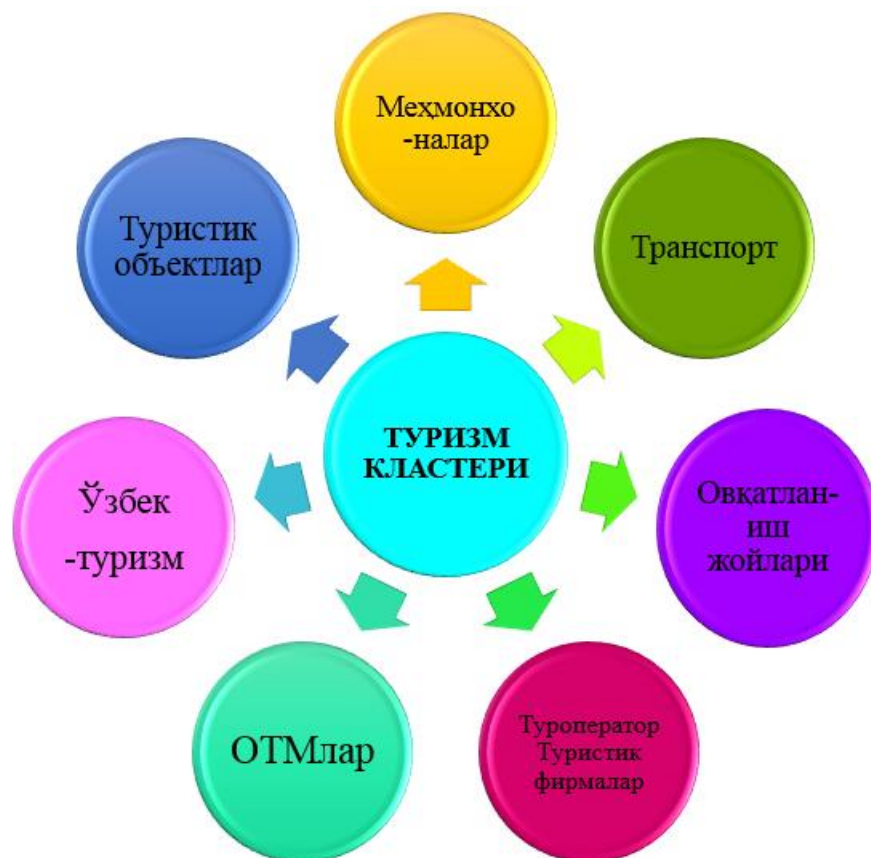 Меҳмонхо
-налар
Туристик
объектлар
Транспорт
ТУРИЗМ
КЛАСТЕРИ
Ўзбек
-туризм
Овқатлан-
иш
жойлари
ОТМлар
Туроператор
Туристик
фирмалар